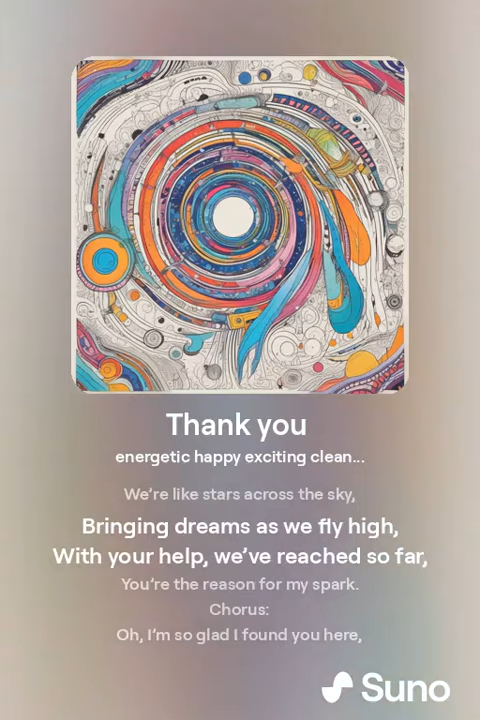 Thank you
energetic happy exciting clean...
We're like stars across the sky,
Bringing dreams as we fly high,
With your help, we've reached so far,
You're the reason for my spark.
Chorus:
Oh, I'm so glad I found you here,
Suno